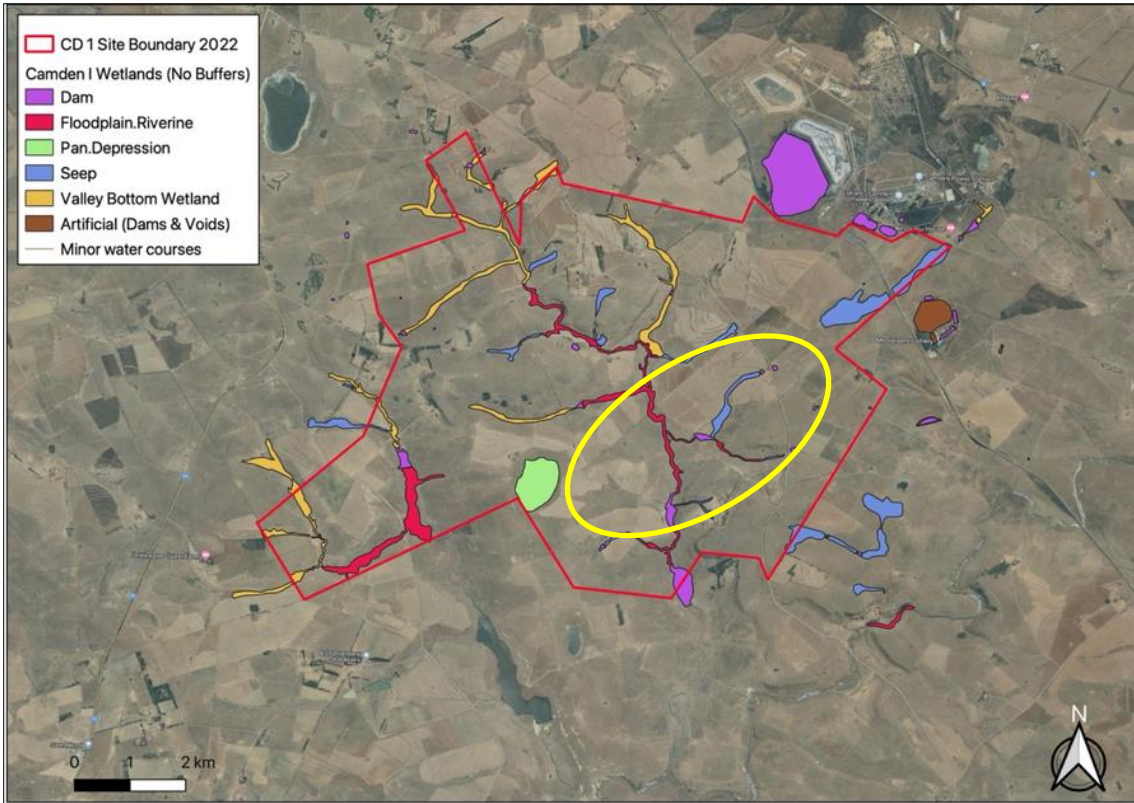 CD 1 Site Boundary 2022
Camden I Wetlands (No Buffers)
Dam
Floodplain.Riverine
Pan.Depression
Seep
Valley Bottom Wetland
Artificial (Dams & Voids)
Minor water courses
N
0 1 2 km